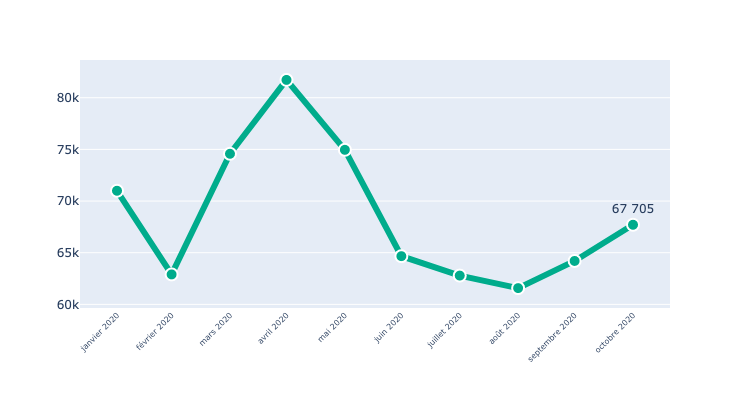 80k
75k
70k
65k
60k
67 705
janvier 2020
février 2020
mars 2020
avril 2020
mai 2020
juin 2020
juillet 2020
août 2020
septembre 2020
octobre 2020